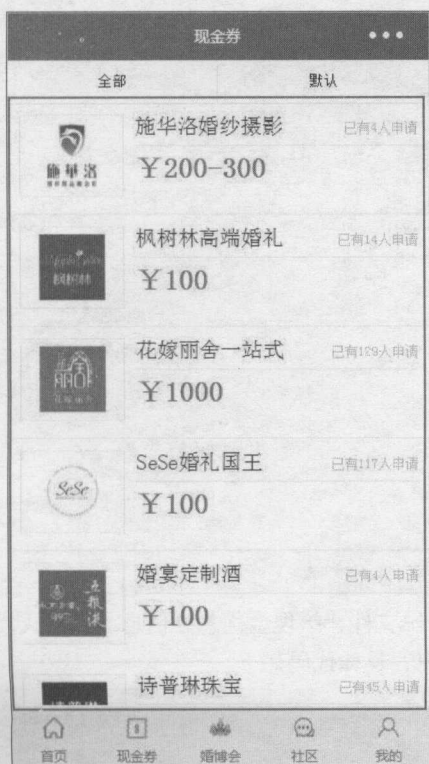 现金券
全部 默认
施华洛婚纱摄影 已有4人申请
¥200-300
施華洛
枫树林高端婚礼 已有14人申请
¥100
花嫁丽舍一站式 已有129人申请
¥1000
SeSe婚礼国王 已有117人申请
SeSe
¥100
婚宴定制酒 已有4人申请
五粮液
¥100
诗普琳珠宝 已有45人申请
首页 现金券 婚博会 社区 我的